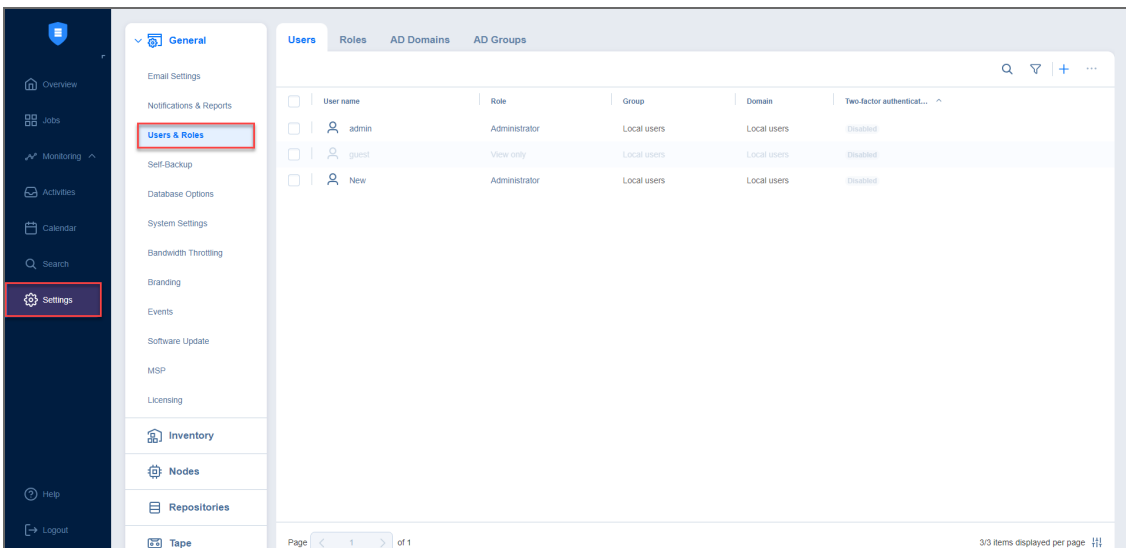 Overview
Jobs
Monitoring
Activities
Calendar
Search
Settings
Help
Logout
General
Email Settings
Notifications & Reports
Users & Roles
Self-Backup
Database Options
System Settings
Bandwidth Throttling
Branding
Events
Software Update
MSP
Licensing
Inventory
Nodes
Repositories
Tape
Users Roles AD Domains AD Groups
User name Role Group Domain Two-factor authenticat...
admin Administrator Local users Local users Disabled
guest View only Local users Local users Disabled
New Administrator Local users Local users Disabled
Page 1 of 1 3/3 items displayed per page